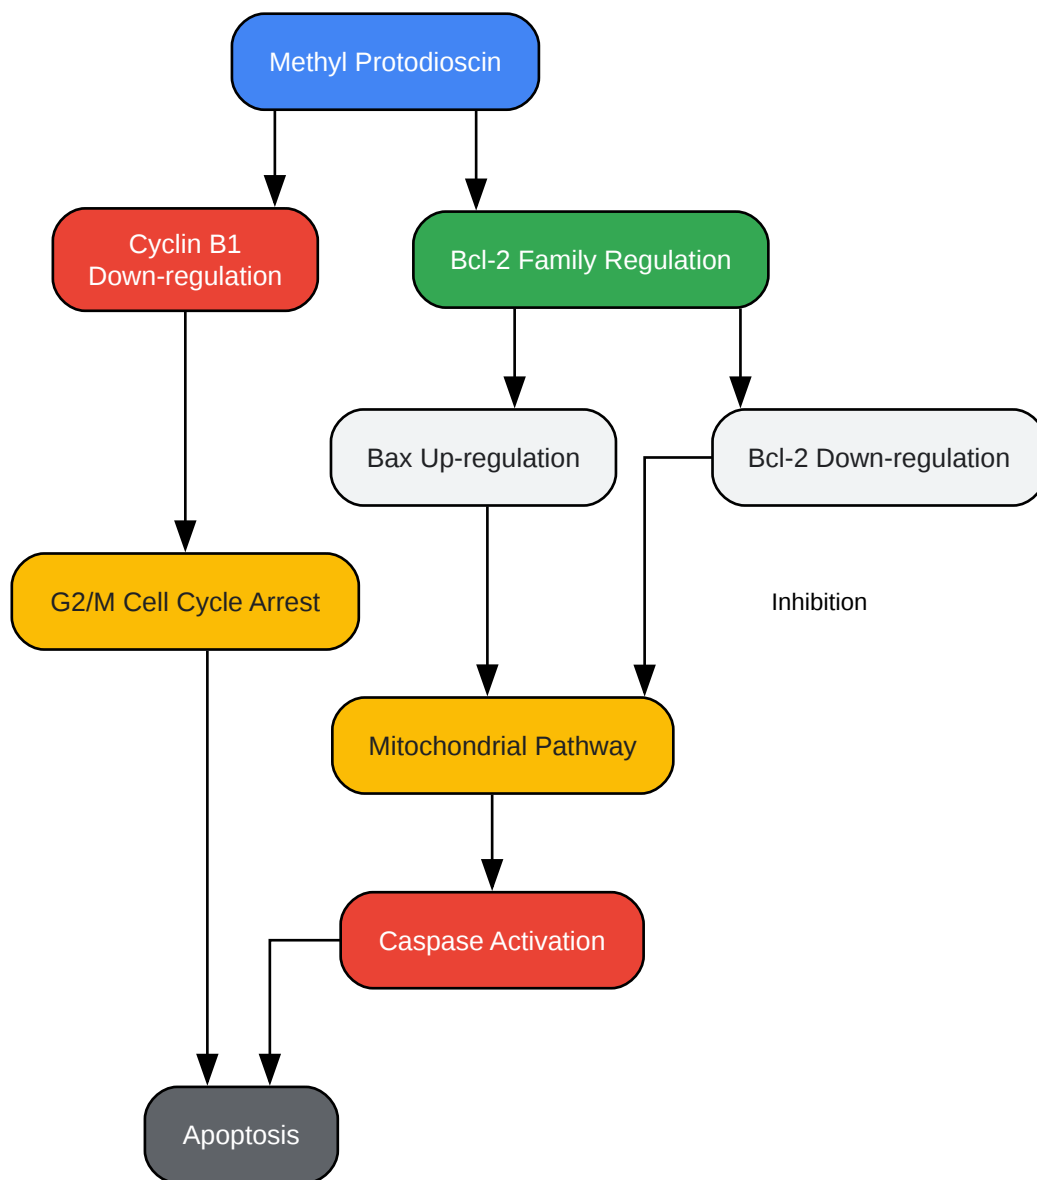 Methyl Protodioscin
Cyclin B1
Down-regulation
Bcl-2 Family Regulation
Bax Up-regulation
Bcl-2 Down-regulation
G2/M Cell Cycle Arrest
Inhibition
Mitochondrial Pathway
Caspase Activation
Apoptosis